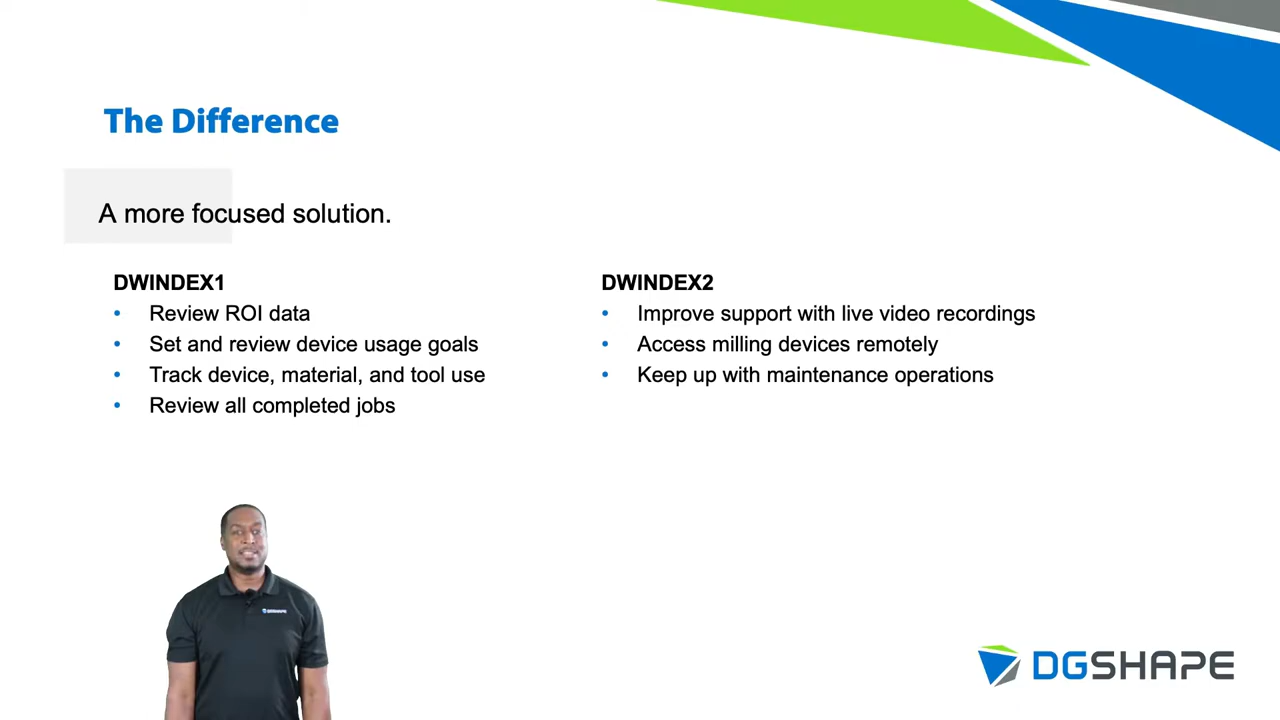 The Difference
A more focused solution.
DWINDEX1
• Review ROI data
• Set and review device usage goals
• Track device, material, and tool use
• Review all completed jobs
DWINDEX2
• Improve support with live video recordings
• Access milling devices remotely
• Keep up with maintenance operations
DGSHAPE
DGSHAPE